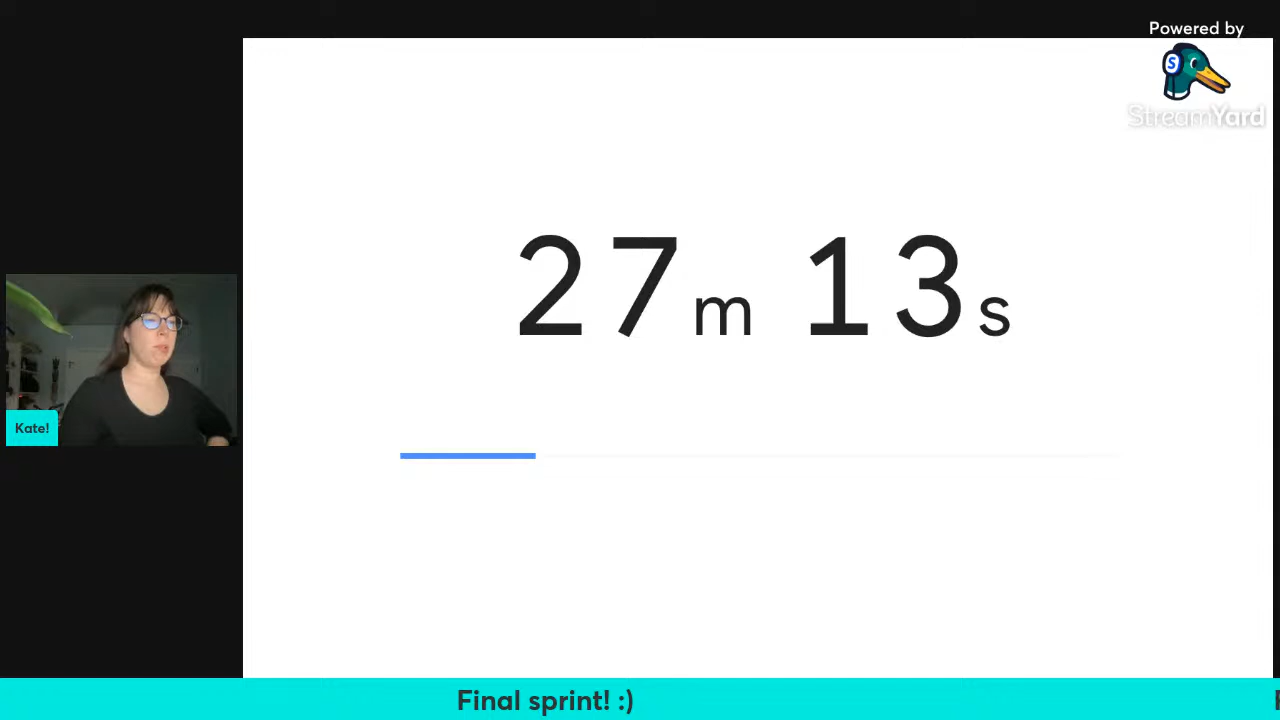 Powered by
S
StreamYard
27m 13s
Kate!
Final sprint! :)